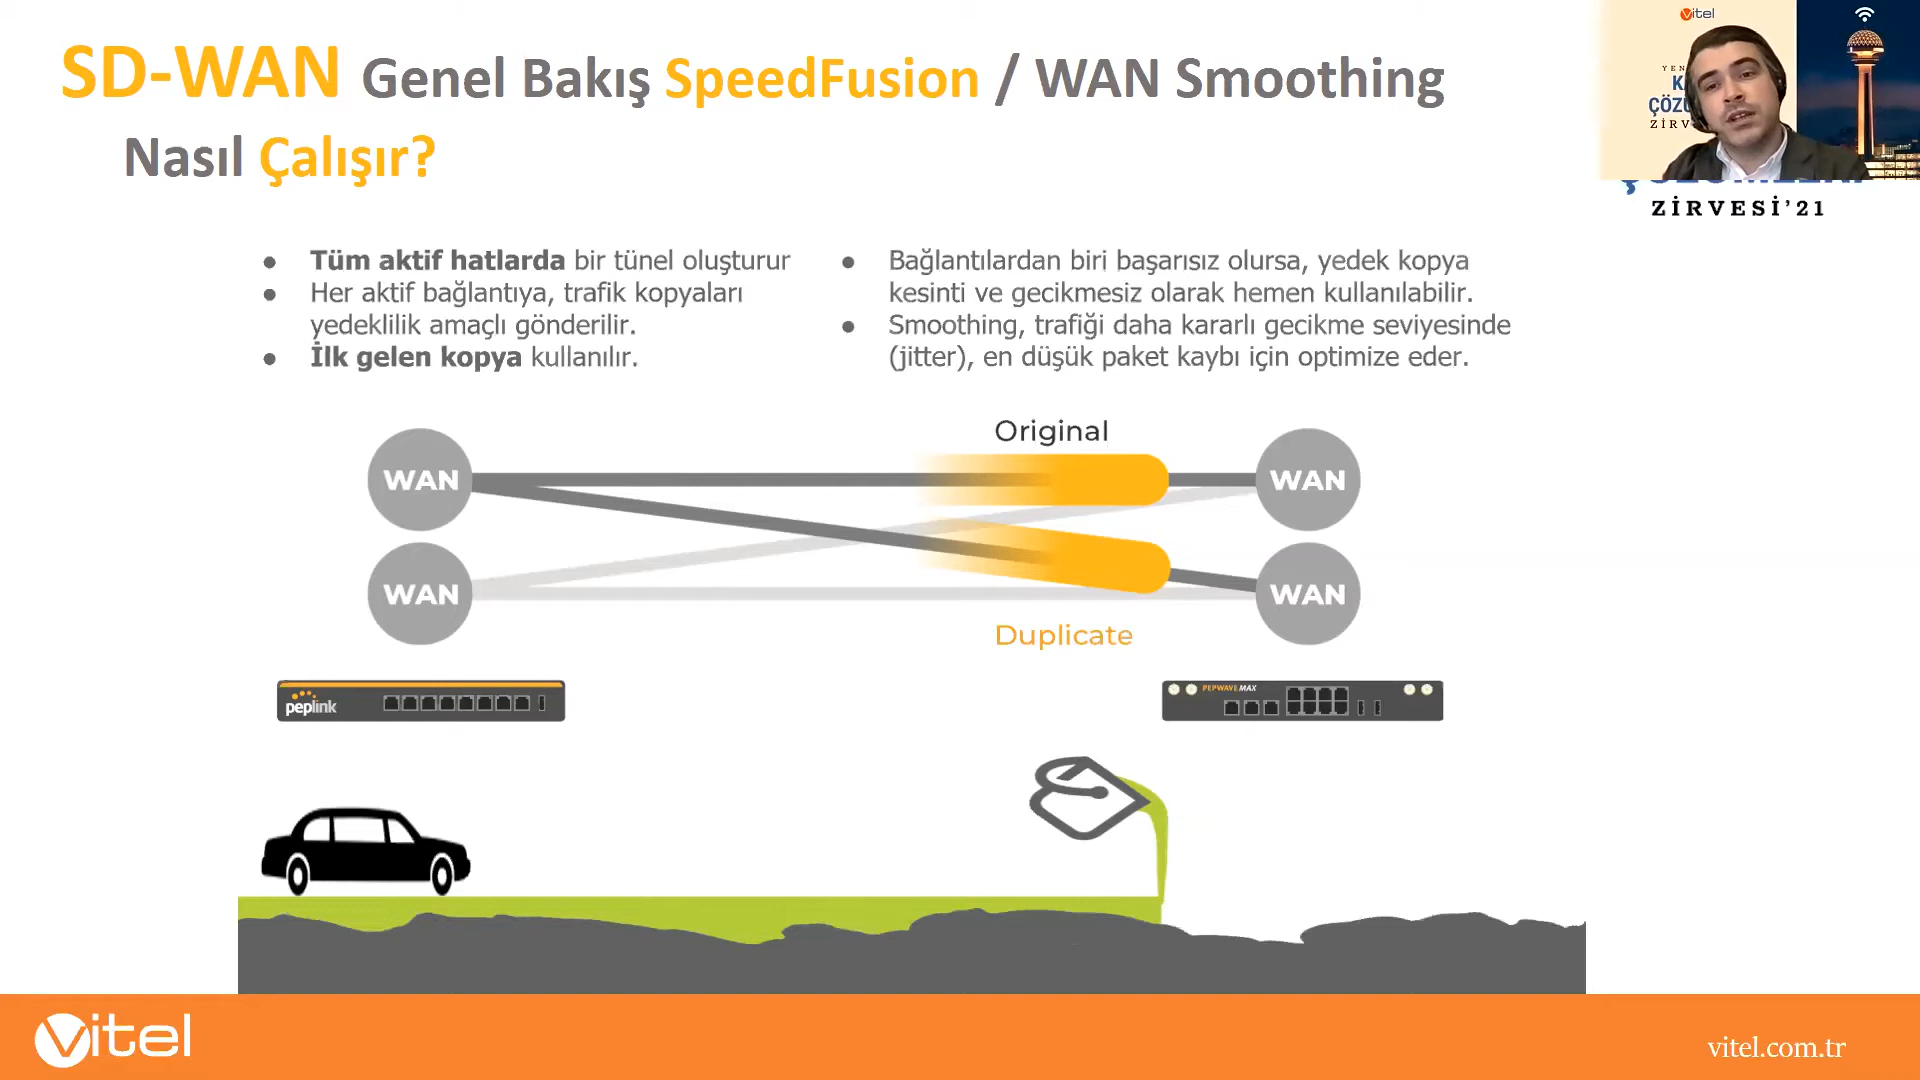 SD-WAN Genel Bakış SpeedFusion / WAN Smoothing
Nasıl Çalışır?
vitel
ZİRVESİ'21
● Tüm aktif hatlarda bir tünel oluşturur
● Her aktif bağlantıya, trafik kopyaları
yedeklilik amaçlı gönderilir.
● İlk gelen kopya kullanılır.
● Bağlantılardan biri başarısız olursa, yedek kopya
kesinti ve gecikmesiz olarak hemen kullanılabilir.
● Smoothing, trafiği daha kararlı gecikme seviyesinde
(jitter), en düşük paket kaybı için optimize eder.
Original
WAN
WAN
WAN
WAN
Duplicate
peplink
PEPWAVE MAX
vitel
vitel.com.tr